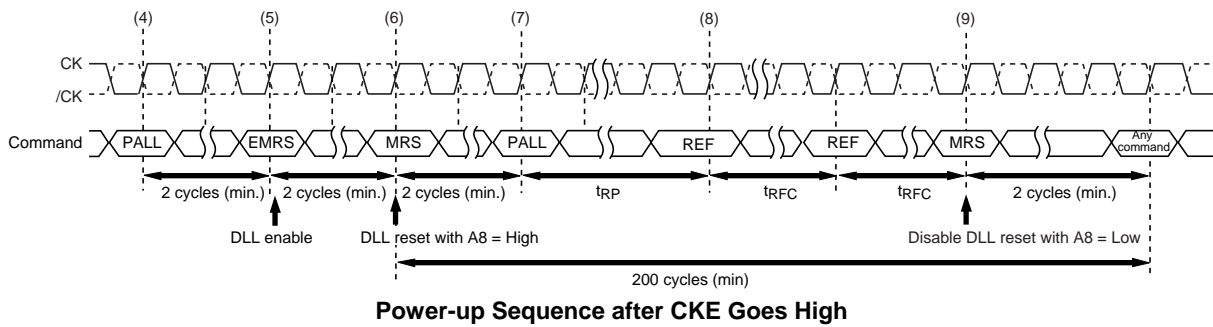 (4) (5) (6) (7) (8) (9)
CK
/CK
Command PALL EMRS MRS PALL REF REF MRS Any command
2 cycles (min.) 2 cycles (min.) 2 cycles (min.) tRP tRFC tRFC 2 cycles (min.)
DLL enable DLL reset with A8 = High Disable DLL reset with A8 = Low
200 cycles (min)
Power-up Sequence after CKE Goes High